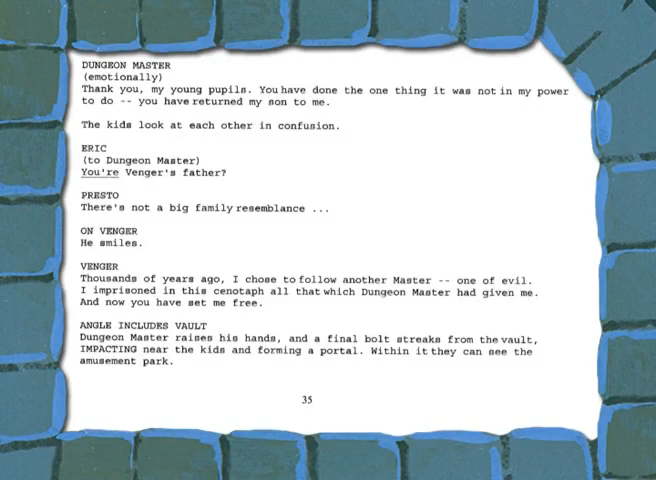 DUNGEON MASTER
(emotionally)
Thank you, my young pupils. You have done the one thing it was not in my power
to do -- you have returned my son to me.
The kids look at each other in confusion.
ERIC
(to Dungeon Master)
You're Venger's father?
PRESTO
There's not a big family resemblance ...
ON VENGER
He smiles.
VENGER
Thousands of years ago, I chose to follow another Master -- one of evil.
I imprisoned in this cenotaph all that which Dungeon Master had given me.
And now you have set me free.
ANGLE INCLUDES VAULT
Dungeon Master raises his hands, and a final bolt streaks from the vault,
IMPACTING near the kids and forming a portal. Within it they can see the
amusement park.
35